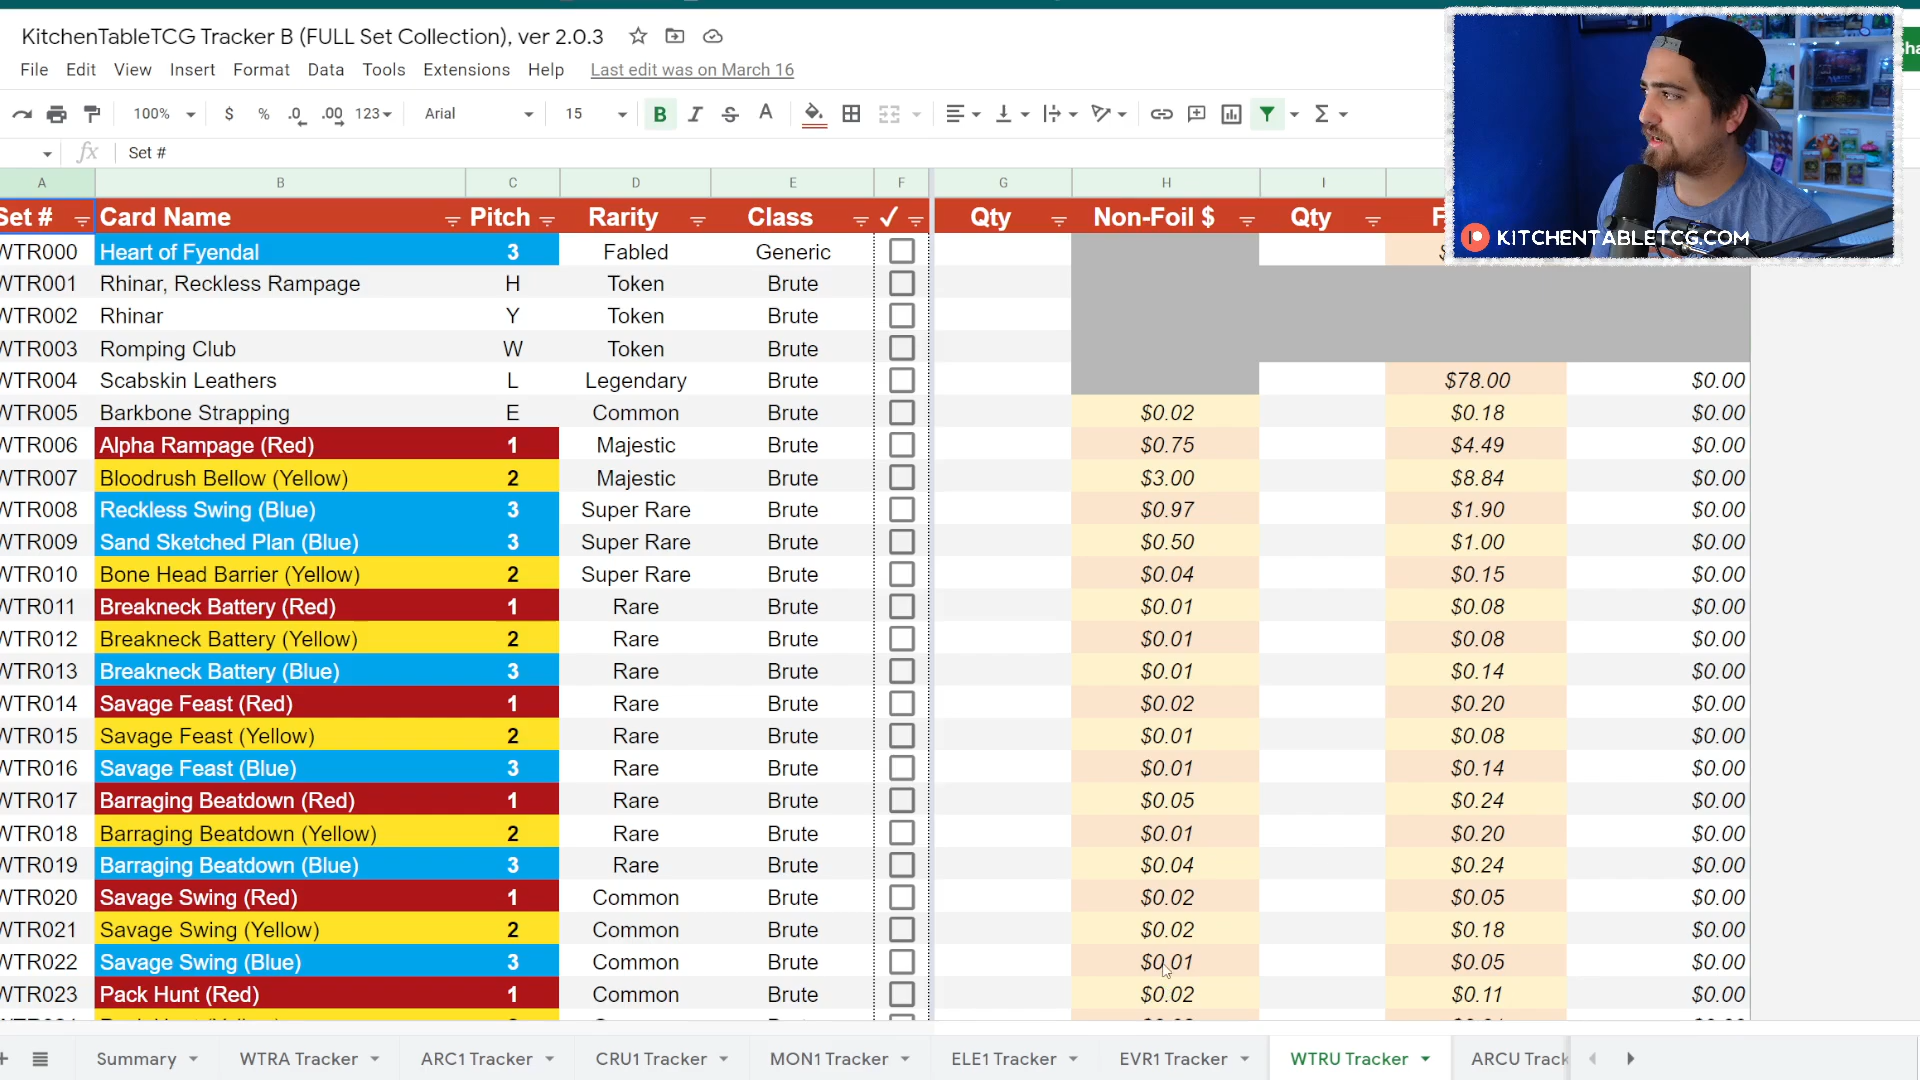 KitchenTableTCG Tracker B (FULL Set Collection), ver 2.0.3
File Edit View Insert Format Data Tools Extensions Help Last edit was on March 16
100% $ % .0 .00 123 Arial 15 B I S A Σ
fx Set #
KITCHENTABLETCG.COM
A B C D E F G H I
Set # Card Name Pitch Rarity Class ✓ Qty Non-Foil $ Qty F
WTR000 Heart of Fyendal 3 Fabled Generic $
WTR001 Rhinar, Reckless Rampage H Token Brute
WTR002 Rhinar Y Token Brute
WTR003 Romping Club W Token Brute
WTR004 Scabskin Leathers L Legendary Brute $78.00 $0.00
WTR005 Barkbone Strapping E Common Brute $0.02 $0.18 $0.00
WTR006 Alpha Rampage (Red) 1 Majestic Brute $0.75 $4.49 $0.00
WTR007 Bloodrush Bellow (Yellow) 2 Majestic Brute $3.00 $8.84 $0.00
WTR008 Reckless Swing (Blue) 3 Super Rare Brute $0.97 $1.90 $0.00
WTR009 Sand Sketched Plan (Blue) 3 Super Rare Brute $0.50 $1.00 $0.00
WTR010 Bone Head Barrier (Yellow) 2 Super Rare Brute $0.04 $0.15 $0.00
WTR011 Breakneck Battery (Red) 1 Rare Brute $0.01 $0.08 $0.00
WTR012 Breakneck Battery (Yellow) 2 Rare Brute $0.01 $0.08 $0.00
WTR013 Breakneck Battery (Blue) 3 Rare Brute $0.01 $0.14 $0.00
WTR014 Savage Feast (Red) 1 Rare Brute $0.02 $0.20 $0.00
WTR015 Savage Feast (Yellow) 2 Rare Brute $0.01 $0.08 $0.00
WTR016 Savage Feast (Blue) 3 Rare Brute $0.01 $0.14 $0.00
WTR017 Barraging Beatdown (Red) 1 Rare Brute $0.05 $0.24 $0.00
WTR018 Barraging Beatdown (Yellow) 2 Rare Brute $0.01 $0.20 $0.00
WTR019 Barraging Beatdown (Blue) 3 Rare Brute $0.04 $0.24 $0.00
WTR020 Savage Swing (Red) 1 Common Brute $0.02 $0.05 $0.00
WTR021 Savage Swing (Yellow) 2 Common Brute $0.02 $0.18 $0.00
WTR022 Savage Swing (Blue) 3 Common Brute $0.01 $0.05 $0.00
WTR023 Pack Hunt (Red) 1 Common Brute $0.02 $0.11 $0.00
Summary WTRA Tracker ARC1 Tracker CRU1 Tracker MON1 Tracker ELE1 Tracker EVR1 Tracker WTRU Tracker ARCU Track